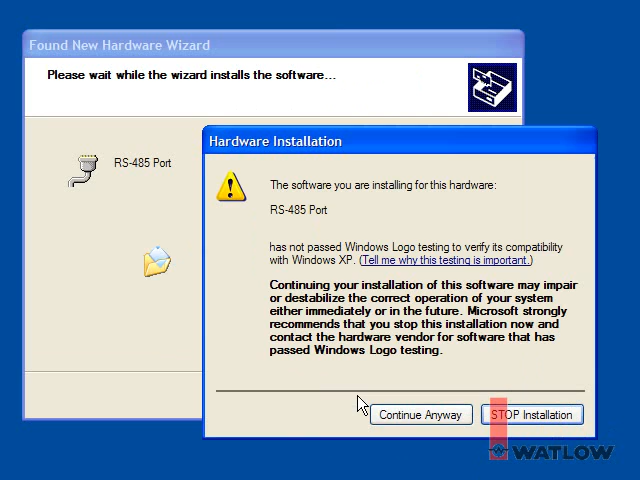 Found New Hardware Wizard
Please wait while the wizard installs the software...
RS-485 Port
Hardware Installation
The software you are installing for this hardware:
RS-485 Port
has not passed Windows Logo testing to verify its compatibility
with Windows XP. (Tell me why this testing is important.)
Continuing your installation of this software may impair
or destabilize the correct operation of your system
either immediately or in the future. Microsoft strongly
recommends that you stop this installation now and
contact the hardware vendor for software that has
passed Windows Logo testing.
Continue Anyway
STOP Installation
WATLOW